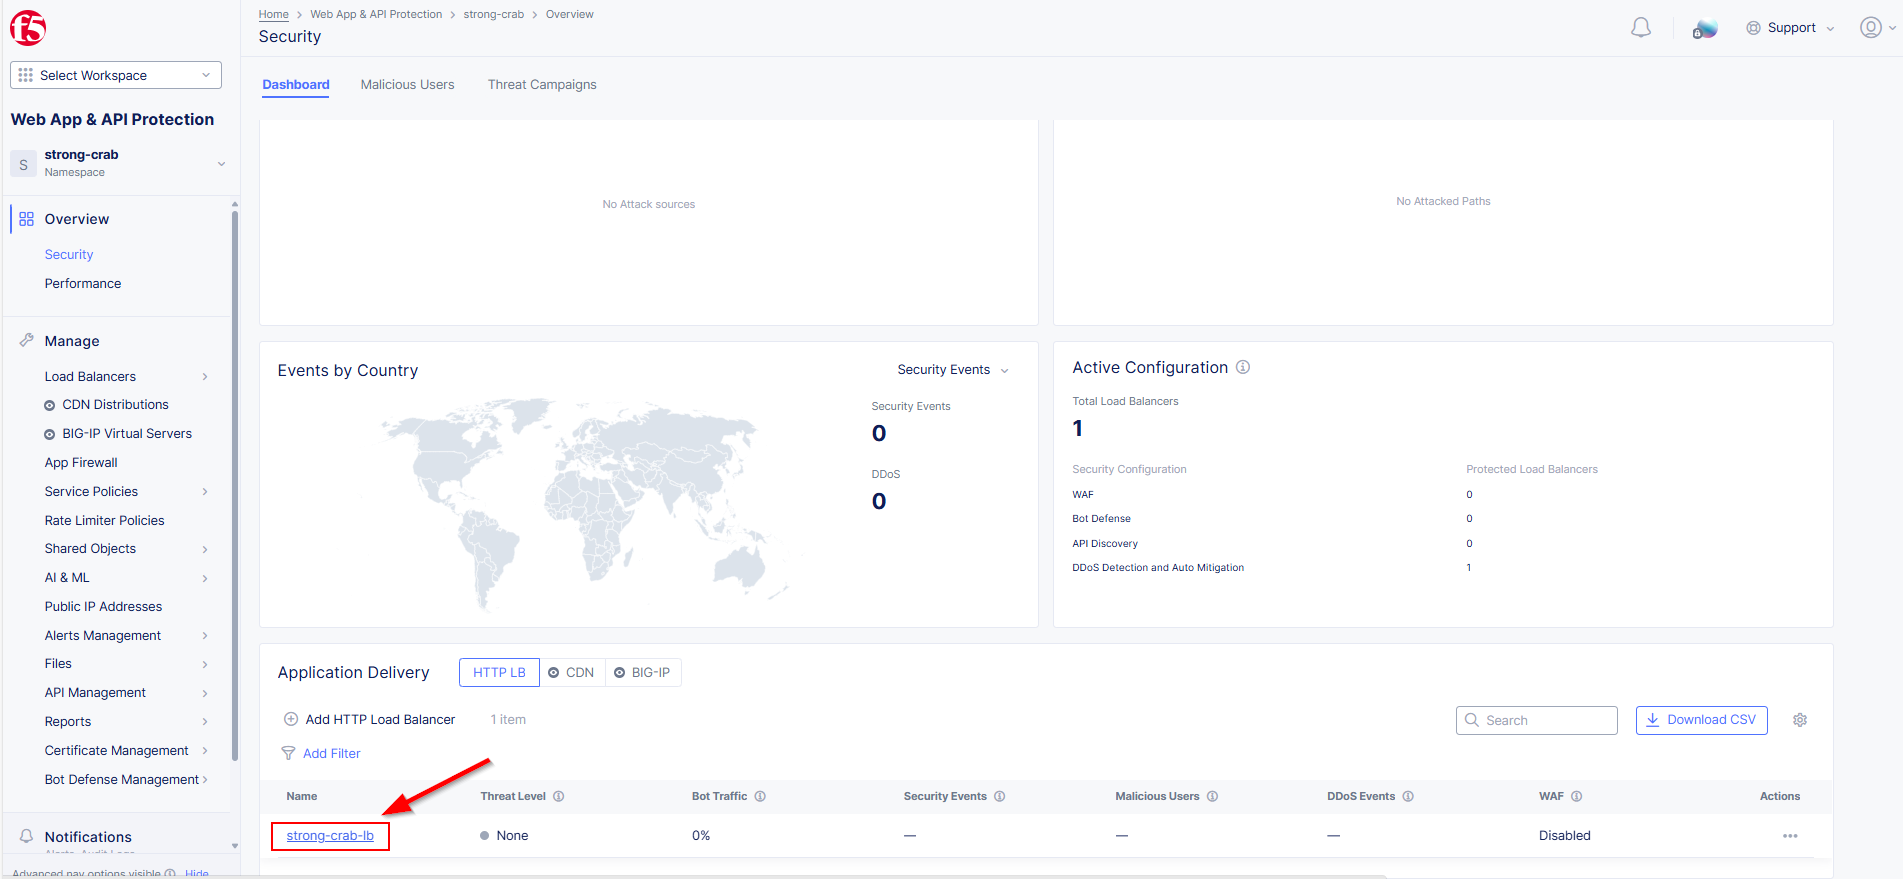 f5
Select Workspace
Web App & API Protection
S
strong-crab
Namespace
Overview
Security
Performance
Manage
Load Balancers
CDN Distributions
BIG-IP Virtual Servers
App Firewall
Service Policies
Rate Limiter Policies
Shared Objects
AI & ML
Public IP Addresses
Alerts Management
Files
API Management
Reports
Certificate Management
Bot Defense Management
Notifications
Alerts, Audit Logs
Advanced nav options visible Hide
Home > Web App & API Protection > strong-crab > Overview
Security
Support
Dashboard Malicious Users Threat Campaigns
No Attack sources
No Attacked Paths
Events by Country
Security Events
Security Events
0
DDoS
0
Active Configuration
Total Load Balancers
1
Security Configuration Protected Load Balancers
WAF 0
Bot Defense 0
API Discovery 0
DDoS Detection and Auto Mitigation 1
Application Delivery HTTP LB CDN BIG-IP
Add HTTP Load Balancer 1 item Search Download CSV
Add Filter
Name Threat Level Bot Traffic Security Events Malicious Users DDoS Events WAF Actions
strong-crab-lb None 0% — — — Disabled